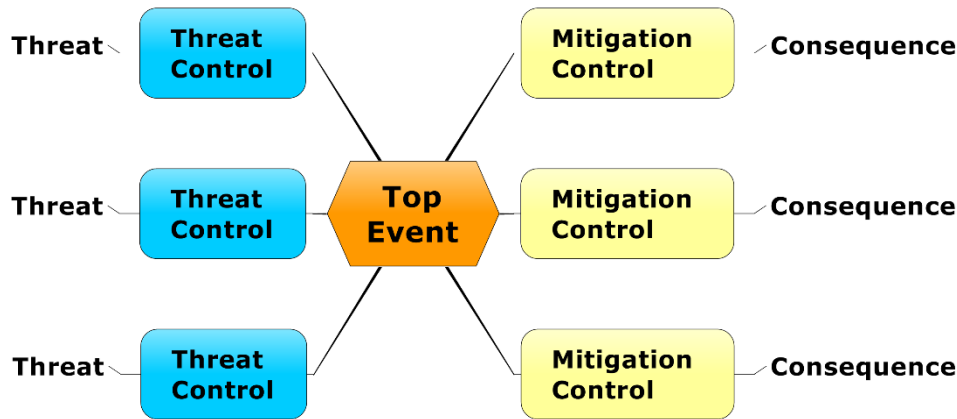 Threat
Threat
Control
Mitigation
Control
Consequence
Threat
Threat
Control
Top
Event
Mitigation
Control
Consequence
Threat
Threat
Control
Mitigation
Control
Consequence